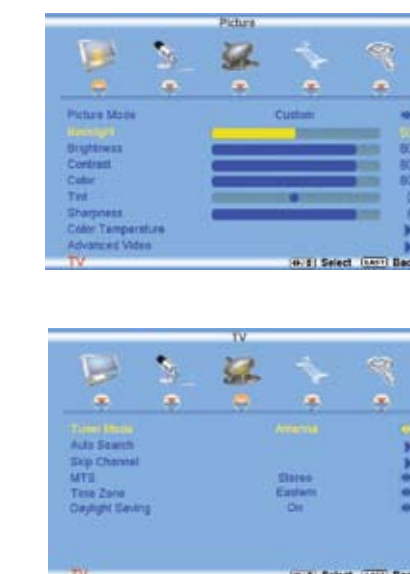 Picture
Picture Mode Custom
Backlight
Brightness
Contrast
Color
Tint
Sharpness
Color Temperature
Advanced Video
TV Select
TV
Tuner Mode Antenna
Auto Search
Skip Channel
MTS Stereo
Time Zone Eastern
Daylight Saving On
TV Select